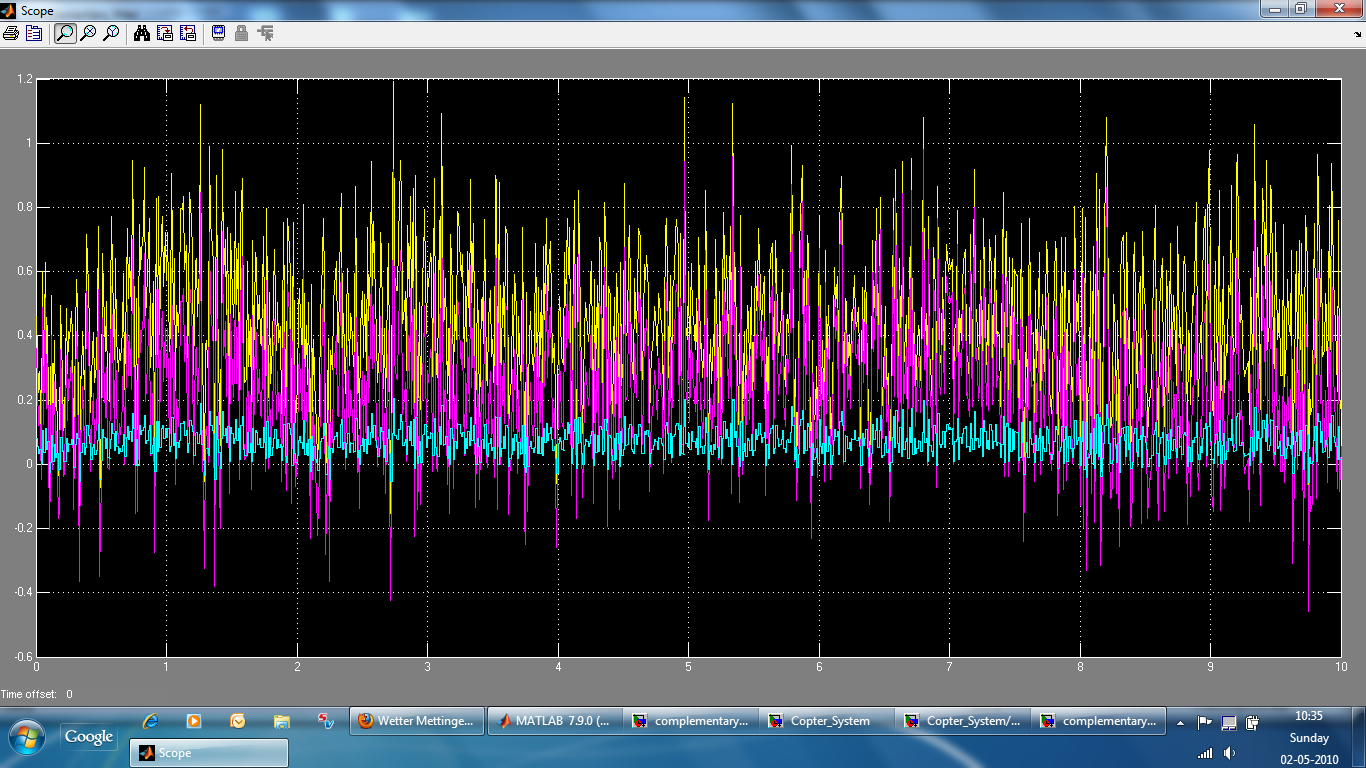 Scope
1.2
1
0.8
0.6
0.4
0.2
0
-0.2
-0.4
-0.6
0 1 2 3 4 5 6 7 8 9 10
Time offset: 0
Google
Wetter Mettinge...
MATLAB 7.9.0 (...
complementary...
Copter_System
Copter_System/...
complementary...
Scope
10:35
Sunday
02-05-2010